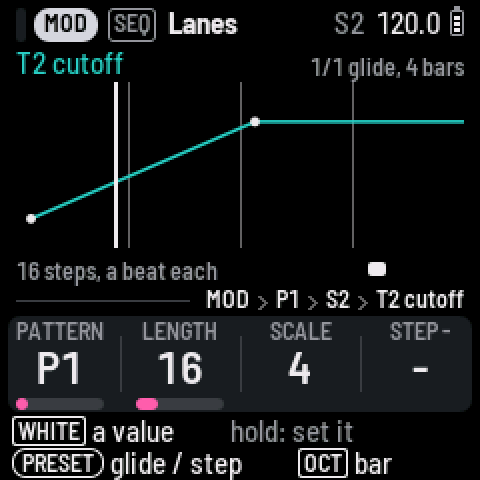 MOD SEQ Lanes S2 120.0
T2 cutoff 1/1 glide, 4 bars
16 steps, a beat each
MOD > P1 > S2 > T2 cutoff
PATTERN LENGTH SCALE STEP -
P1 16 4 -
WHITE a value hold: set it
PRESET glide / step OCT bar